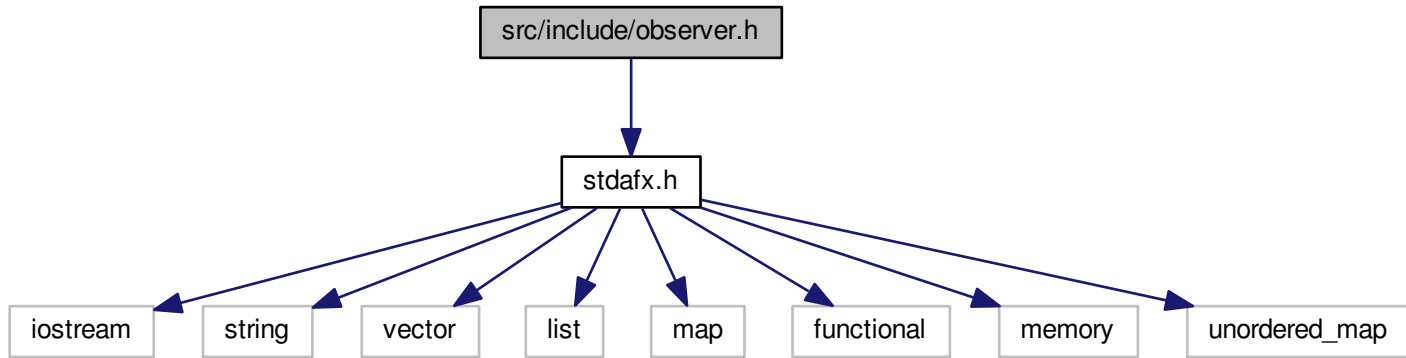 src/include/observer.h
stdafx.h
iostream
string
vector
list
map
functional
memory
unordered_map